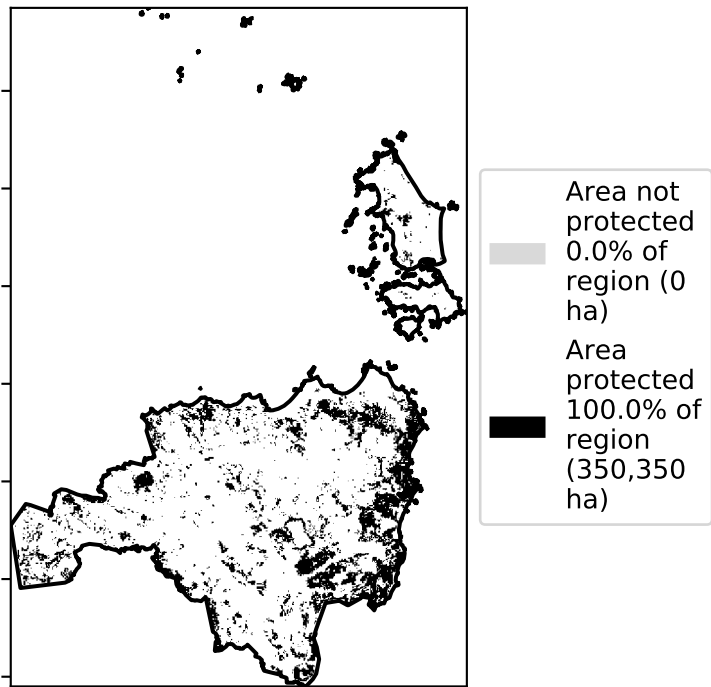 Area not
protected
0.0% of
region (0
ha)
Area
protected
100.0% of
region
(350,350
ha)